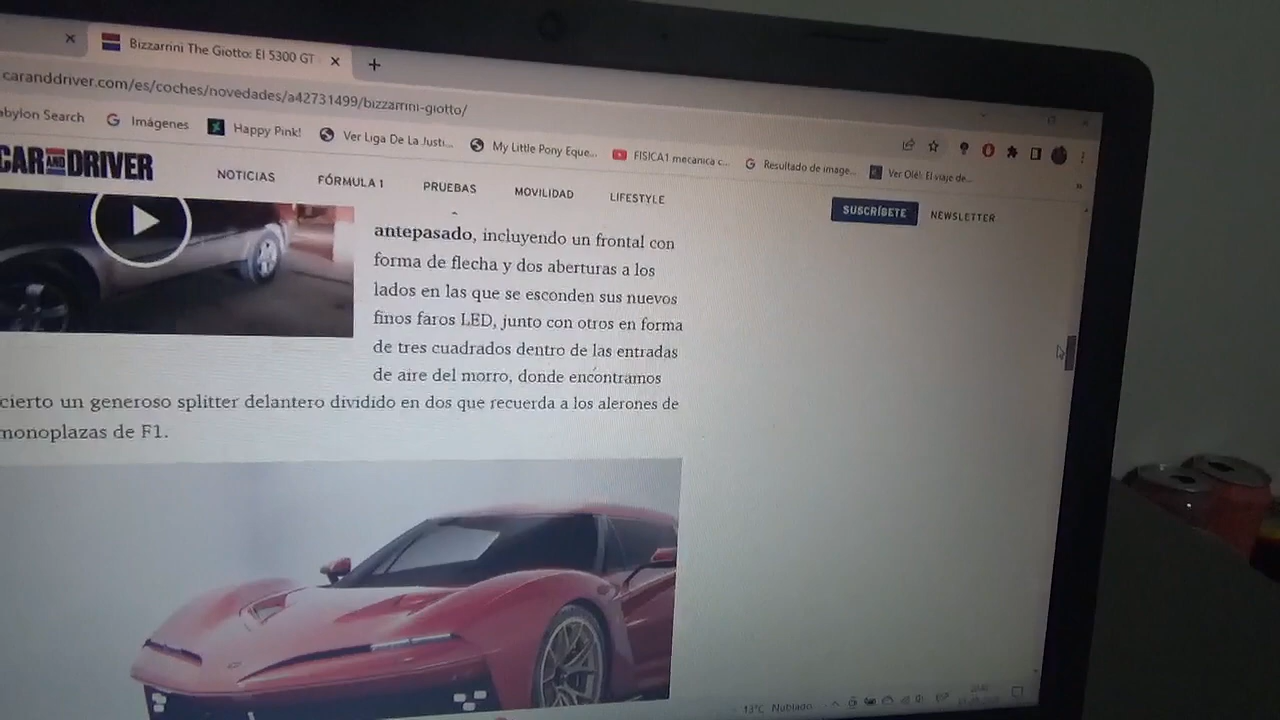 Bizzarrini The Giotto: El 5300 GT
caranddriver.com/es/coches/novedades/a42731499/bizzarrini-giotto/
abylon Search
Imágenes
Happy Pink!
Ver Liga De La Justi...
My Little Pony Eque...
FISICA1 mecanica c...
Resultado de image...
Ver Olé! El viaje de...
CAR AND DRIVER
NOTICIAS
FÓRMULA 1
PRUEBAS
MOVILIDAD
LIFESTYLE
SUSCRÍBETE
NEWSLETTER
antepasado, incluyendo un frontal con
forma de flecha y dos aberturas a los
lados en las que se esconden sus nuevos
finos faros LED, junto con otros en forma
de tres cuadrados dentro de las entradas
de aire del morro, donde encontramos
cierto un generoso splitter delantero dividido en dos que recuerda a los alerones de
monoplazas de F1.
13°C Nublado